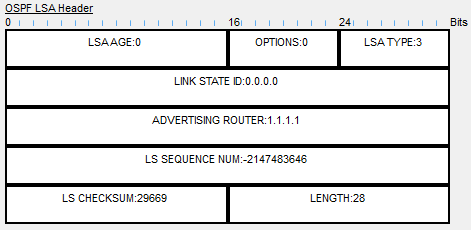 OSPF LSA Header
0 16 24 Bits
LSA AGE:0 OPTIONS:0 LSA TYPE:3
LINK STATE ID:0.0.0.0
ADVERTISING ROUTER:1.1.1.1
LS SEQUENCE NUM:-2147483646
LS CHECKSUM:29669 LENGTH:28